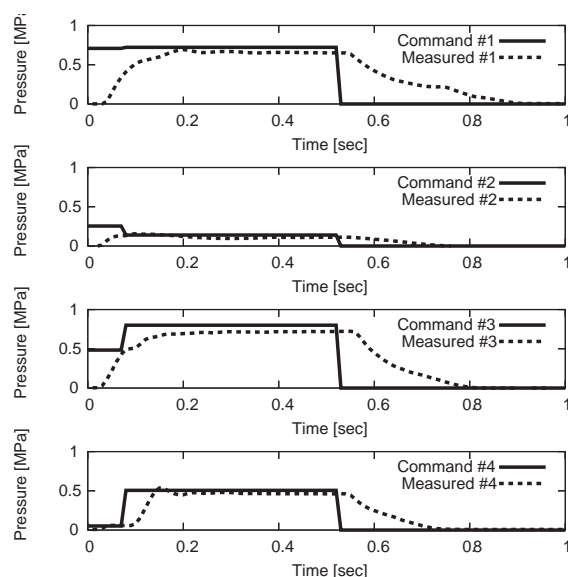 Pressure [MPa]
1
0.5
0
Command #1
Measured #1
0 0.2 0.4 0.6 0.8 1
Time [sec]
Pressure [MPa]
1
0.5
0
Command #2
Measured #2
0 0.2 0.4 0.6 0.8 1
Time [sec]
Pressure [MPa]
1
0.5
0
Command #3
Measured #3
0 0.2 0.4 0.6 0.8 1
Time [sec]
Pressure [MPa]
1
0.5
0
Command #4
Measured #4
0 0.2 0.4 0.6 0.8 1
Time [sec]